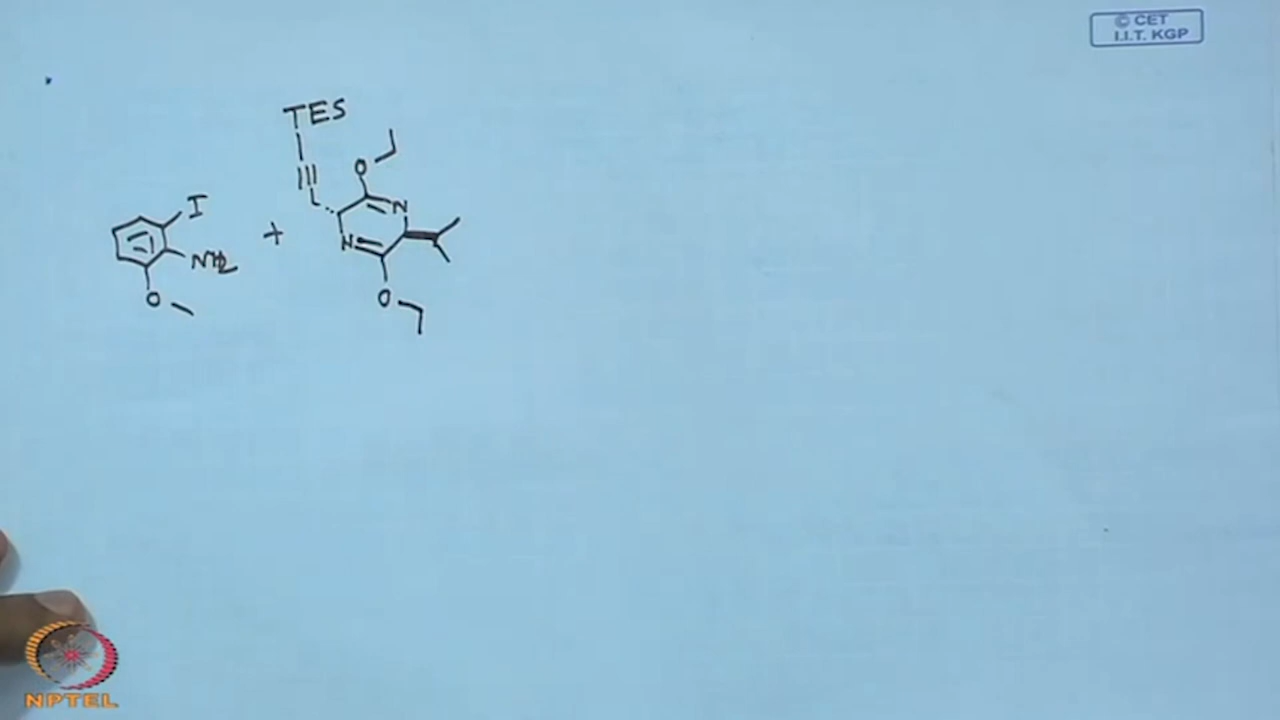 © CET
I.I.T. KGP
TES
O
I
N
+
N
NH2
O
O
NPTEL